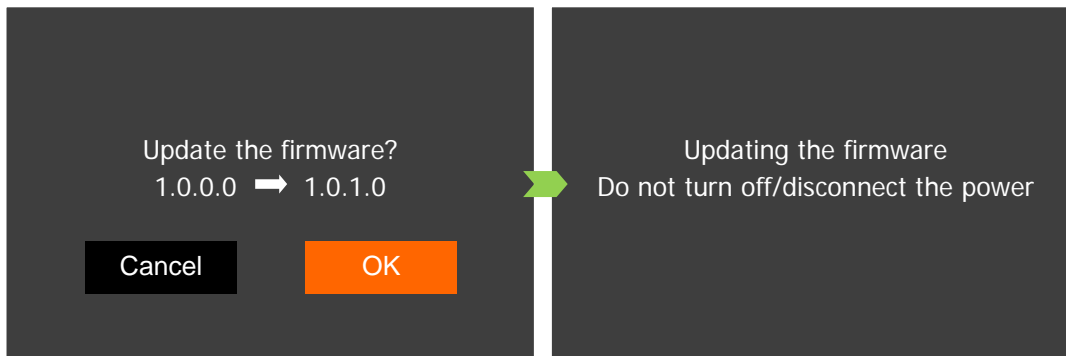 Update the firmware?
1.0.0.0 ➡ 1.0.1.0
Cancel
OK
Updating the firmware
Do not turn off/disconnect the power